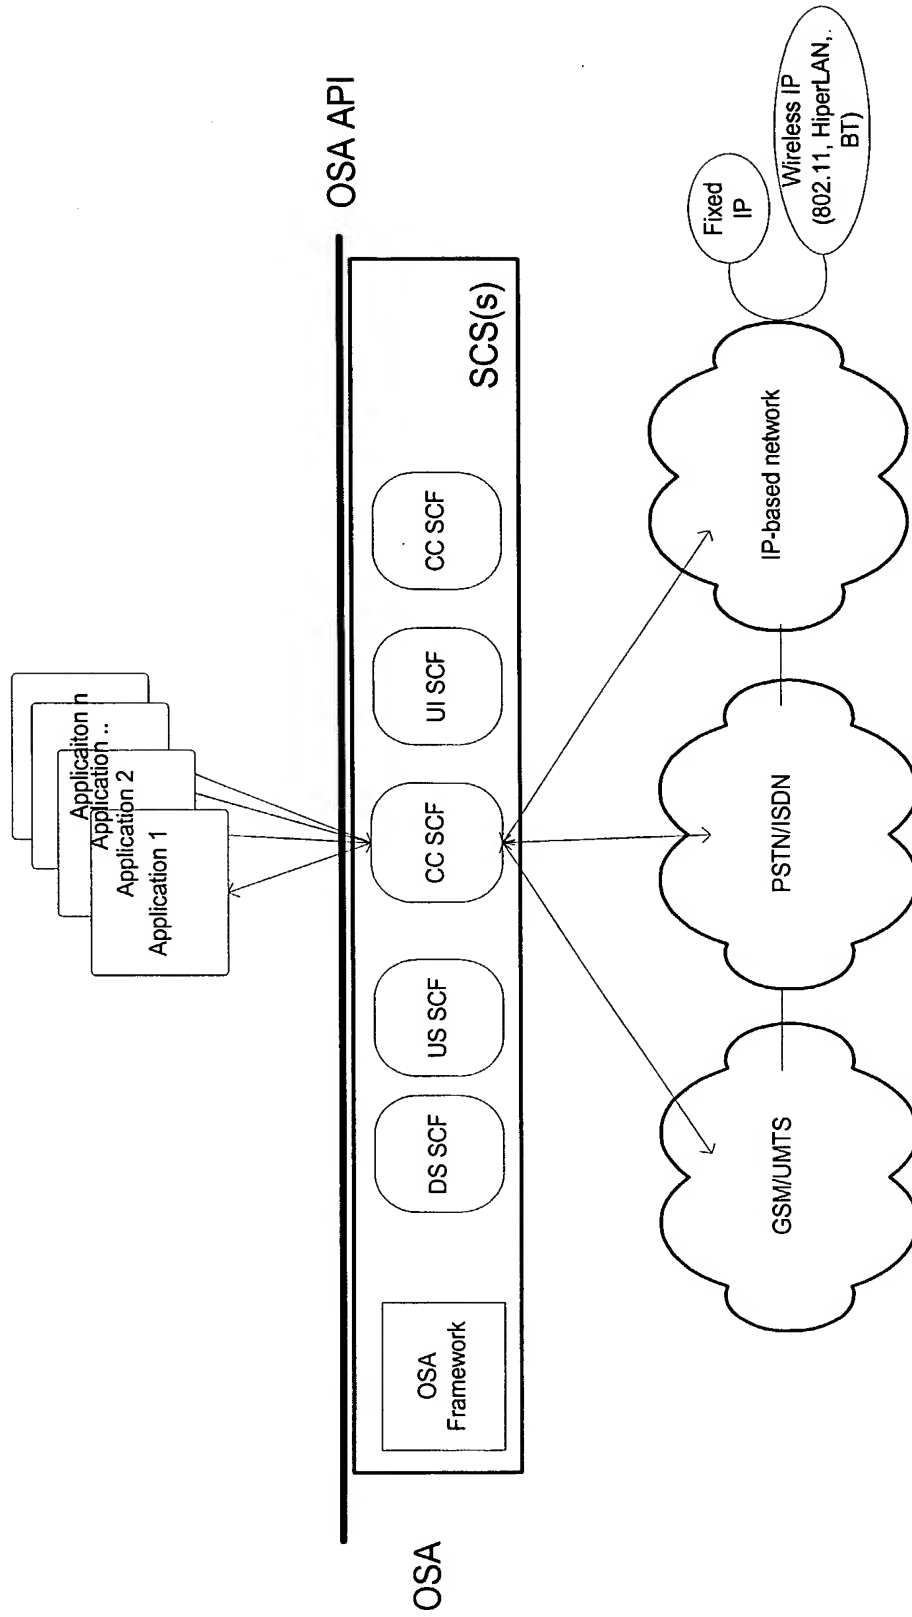 Applicaiton n
Application ..
Application 2
Application 1
OSA API
OSA
OSA
Framework
DS SCF
US SCF
CC SCF
UI SCF
CC SCF
SCS(s)
GSM/UMTS
PSTN/ISDN
IP-based network
Fixed
IP
Wireless IP
(802.11, HiperLAN,.
BT)